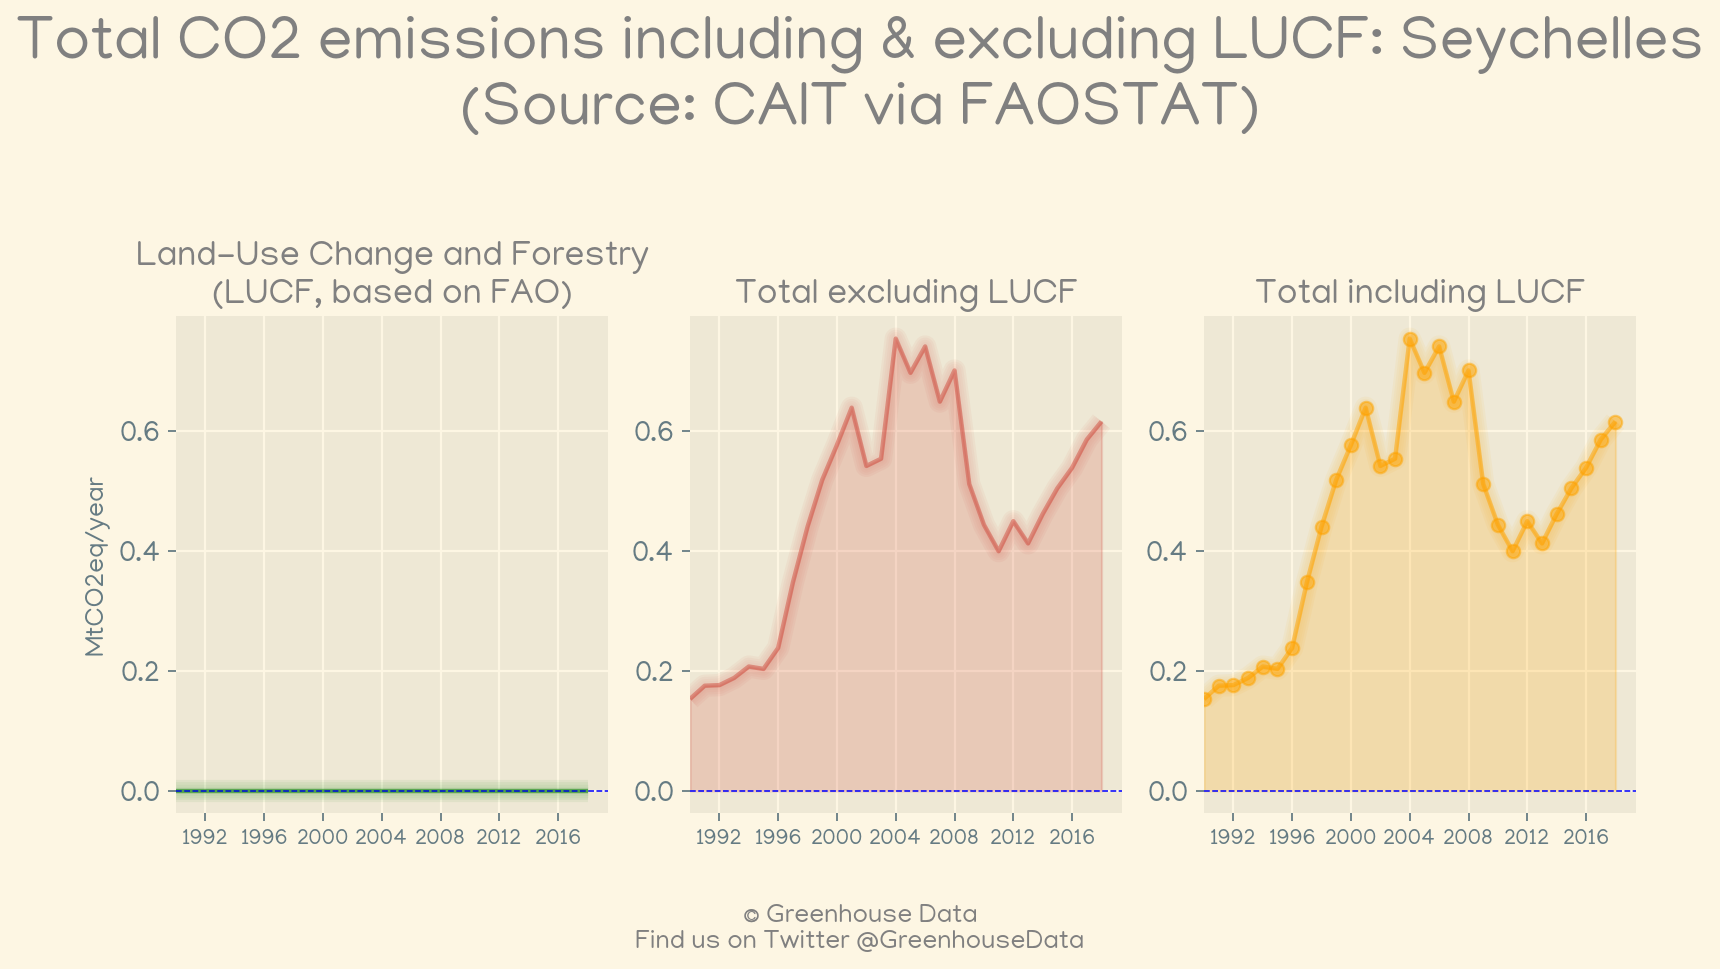 Total CO2 emissions including & excluding LUCF: Seychelles
(Source: CAIT via FAOSTAT)
Land-Use Change and Forestry
(LUCF, based on FAO)
Total excluding LUCF
Total including LUCF
MtCO2eq/year
0.6
0.4
0.2
0.0
1992 1996 2000 2004 2008 2012 2016
0.6
0.4
0.2
0.0
1992 1996 2000 2004 2008 2012 2016
0.6
0.4
0.2
0.0
1992 1996 2000 2004 2008 2012 2016
© Greenhouse Data
Find us on Twitter @GreenhouseData